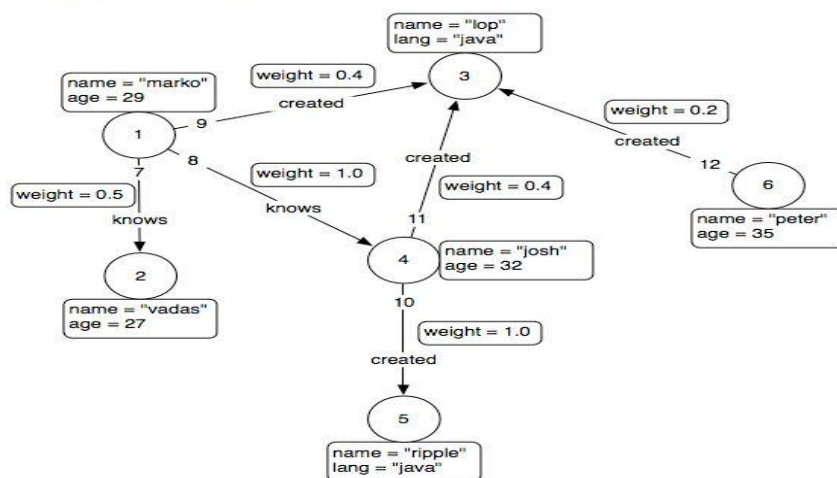 name = "lop"
lang = "java"
3
weight = 0.4
created
9
name = "marko"
age = 29
1
8
7
weight = 1.0
knows
weight = 0.5
knows
2
name = "vadas"
age = 27
created
weight = 0.4
11
4
name = "josh"
age = 32
weight = 0.2
created
12
6
name = "peter"
age = 35
10
weight = 1.0
created
5
name = "ripple"
lang = "java"